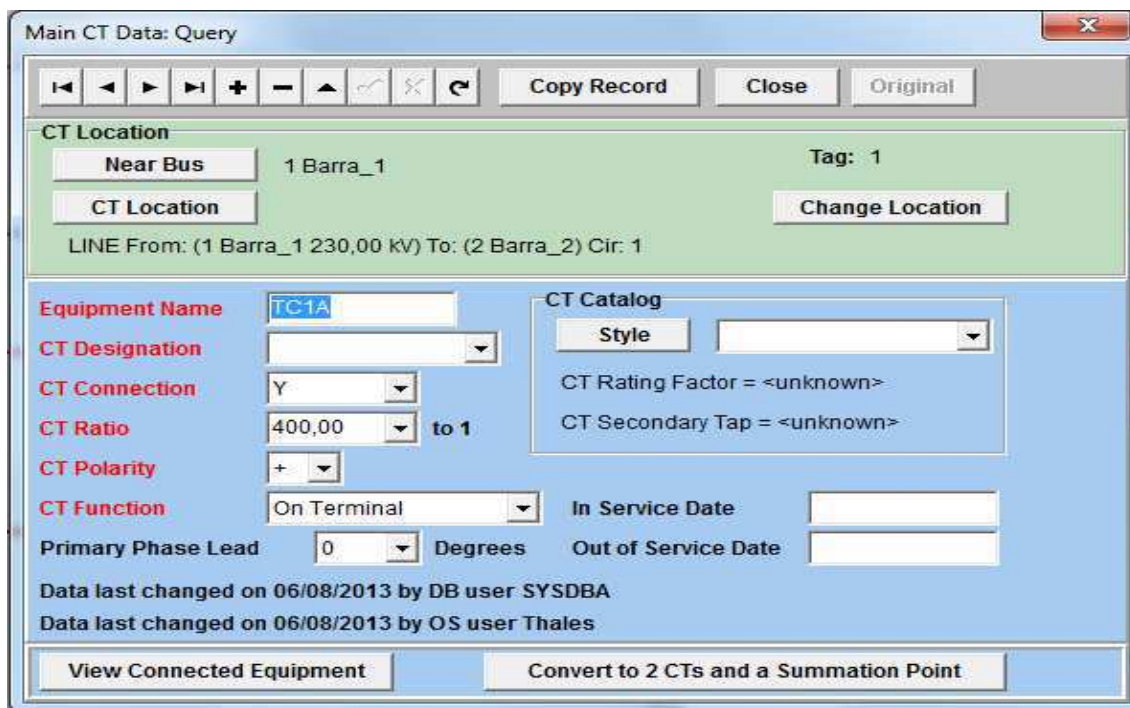 Main CT Data: Query
Copy Record Close Original
CT Location
Near Bus 1 Barra_1 Tag: 1
CT Location Change Location
LINE From: (1 Barra_1 230,00 kV) To: (2 Barra_2) Cir: 1
Equipment Name TC1A CT Catalog
CT Designation Style
CT Connection Y CT Rating Factor = <unknown>
CT Ratio 400,00 to 1 CT Secondary Tap = <unknown>
CT Polarity +
CT Function On Terminal In Service Date
Primary Phase Lead 0 Degrees Out of Service Date
Data last changed on 06/08/2013 by DB user SYSDBA
Data last changed on 06/08/2013 by OS user Thales
View Connected Equipment Convert to 2 CTs and a Summation Point